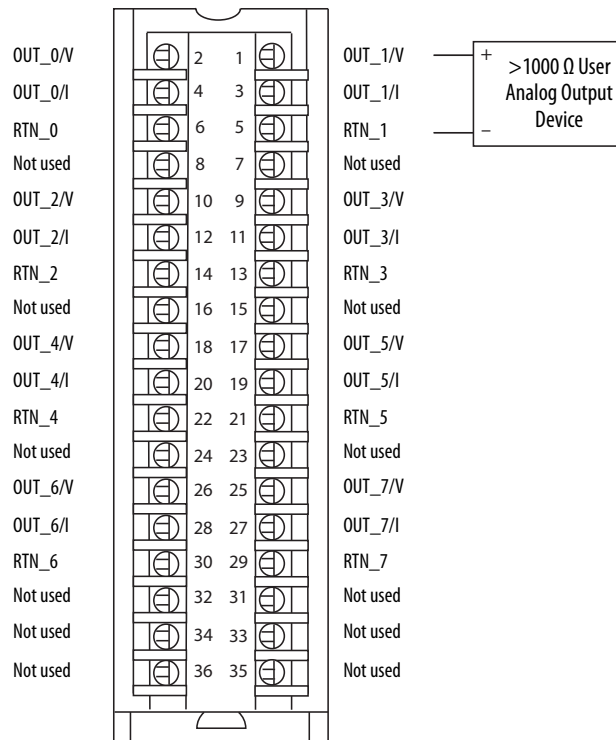 OUT_0/V 2 1 OUT_1/V + >1000 Ω User
OUT_0/I 4 3 OUT_1/I Analog Output
RTN_0 6 5 RTN_1 – Device
Not used 8 7 Not used
OUT_2/V 10 9 OUT_3/V
OUT_2/I 12 11 OUT_3/I
RTN_2 14 13 RTN_3
Not used 16 15 Not used
OUT_4/V 18 17 OUT_5/V
OUT_4/I 20 19 OUT_5/I
RTN_4 22 21 RTN_5
Not used 24 23 Not used
OUT_6/V 26 25 OUT_7/V
OUT_6/I 28 27 OUT_7/I
RTN_6 30 29 RTN_7
Not used 32 31 Not used
Not used 34 33 Not used
Not used 36 35 Not used